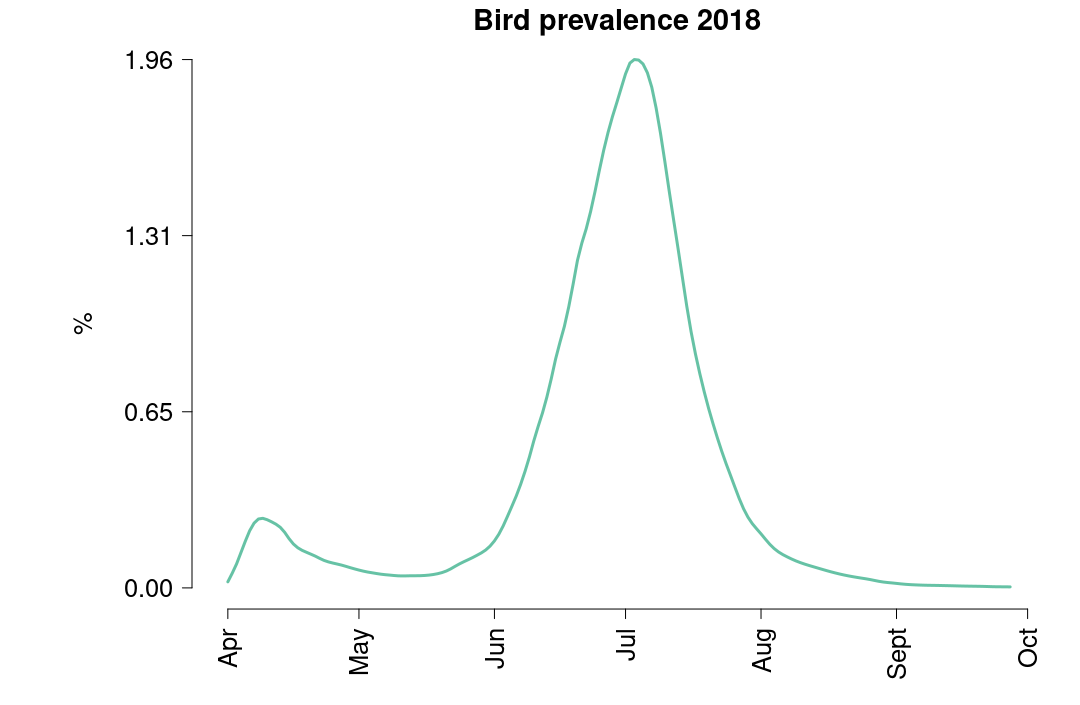 Bird prevalence 2018
1.96
1.31
0.65
0.00
%
Apr
May
Jun
Jul
Aug
Sept
Oct